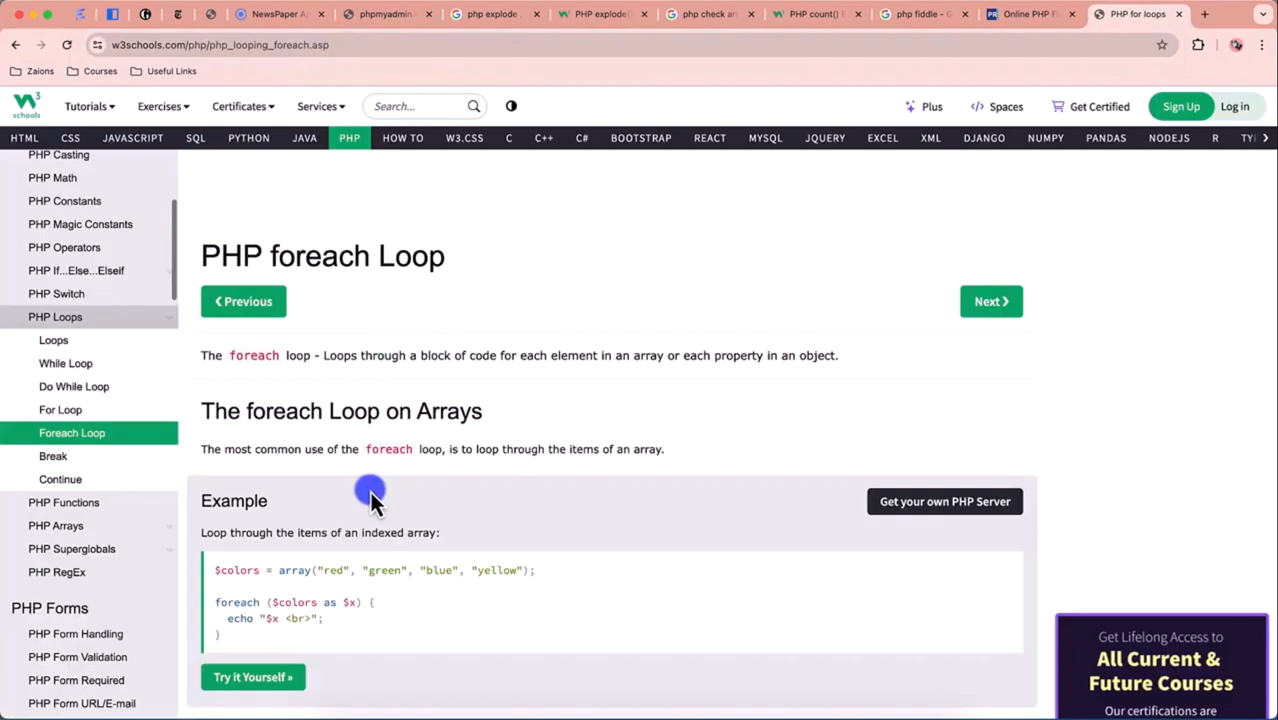 NewsPaper A
phpmyadmin
php explode
PHP explode(
php check arr
PHP count() F
php fiddle - G
Online PHP F
PHP for loops
w3schools.com/php/php_looping_foreach.asp
Zaions
Courses
Useful Links
W3 schools
Tutorials
Exercises
Certificates
Services
Search...
Plus
Spaces
Get Certified
Sign Up
Log in
HTML CSS JAVASCRIPT SQL PYTHON JAVA PHP HOW TO W3.CSS C C++ C# BOOTSTRAP REACT MYSQL JQUERY EXCEL XML DJANGO NUMPY PANDAS NODEJS R TY
PHP Casting
PHP Math
PHP Constants
PHP Magic Constants
PHP Operators
PHP If...Else...Elseif
PHP Switch
PHP Loops
Loops
While Loop
Do While Loop
For Loop
Foreach Loop
Break
Continue
PHP Functions
PHP Arrays
PHP Superglobals
PHP RegEx
PHP Forms
PHP Form Handling
PHP Form Validation
PHP Form Required
PHP Form URL/E-mail
PHP foreach Loop
❮ Previous
Next ❯
The foreach loop - Loops through a block of code for each element in an array or each property in an object.
The foreach Loop on Arrays
The most common use of the foreach loop, is to loop through the items of an array.
Example
Get your own PHP Server
Loop through the items of an indexed array:
$colors = array("red", "green", "blue", "yellow");
foreach ($colors as $x) {
echo "$x <br>";
}
Try it Yourself »
Get Lifelong Access to
All Current &
Future Courses
Our certifications are